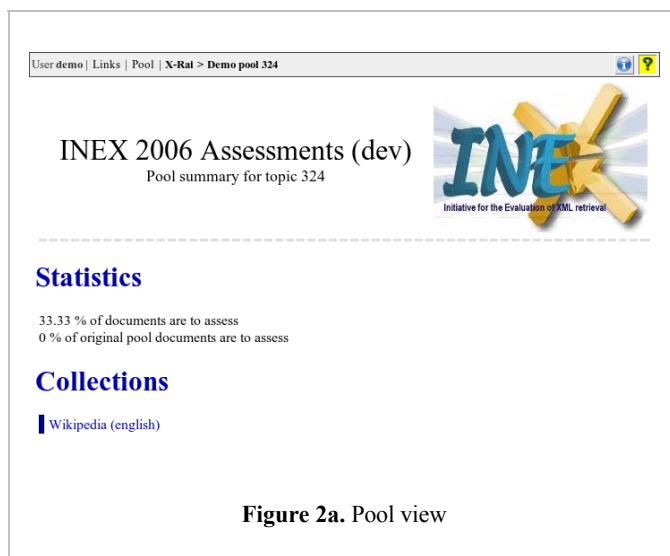 User demo | Links | Pool | X-Rai > Demo pool 324
INEX 2006 Assessments (dev)
Pool summary for topic 324
INEX
Initiative for the Evaluation of XML retrieval
Statistics
33.33 % of documents are to assess
0 % of original pool documents are to assess
Collections
Wikipedia (english)
Figure 2a. Pool view